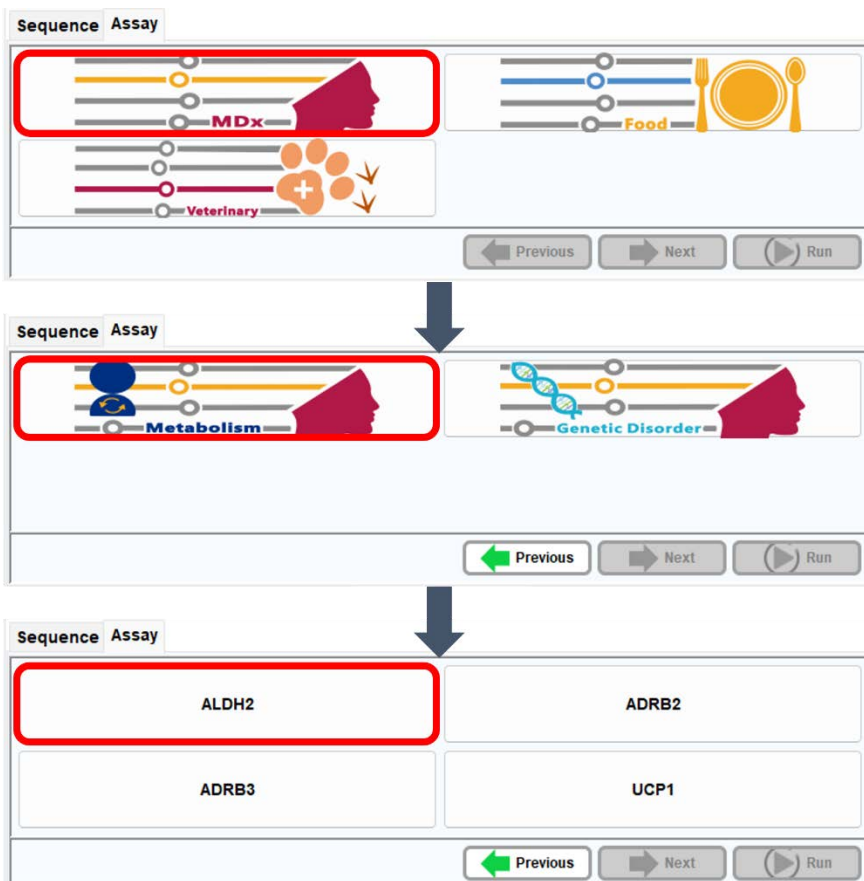 Sequence Assay
MDx Food
Veterinary
Previous Next Run
Sequence Assay
Metabolism Genetic Disorder
Previous Next Run
Sequence Assay
ALDH2 ADRB2
ADRB3 UCP1
Previous Next Run